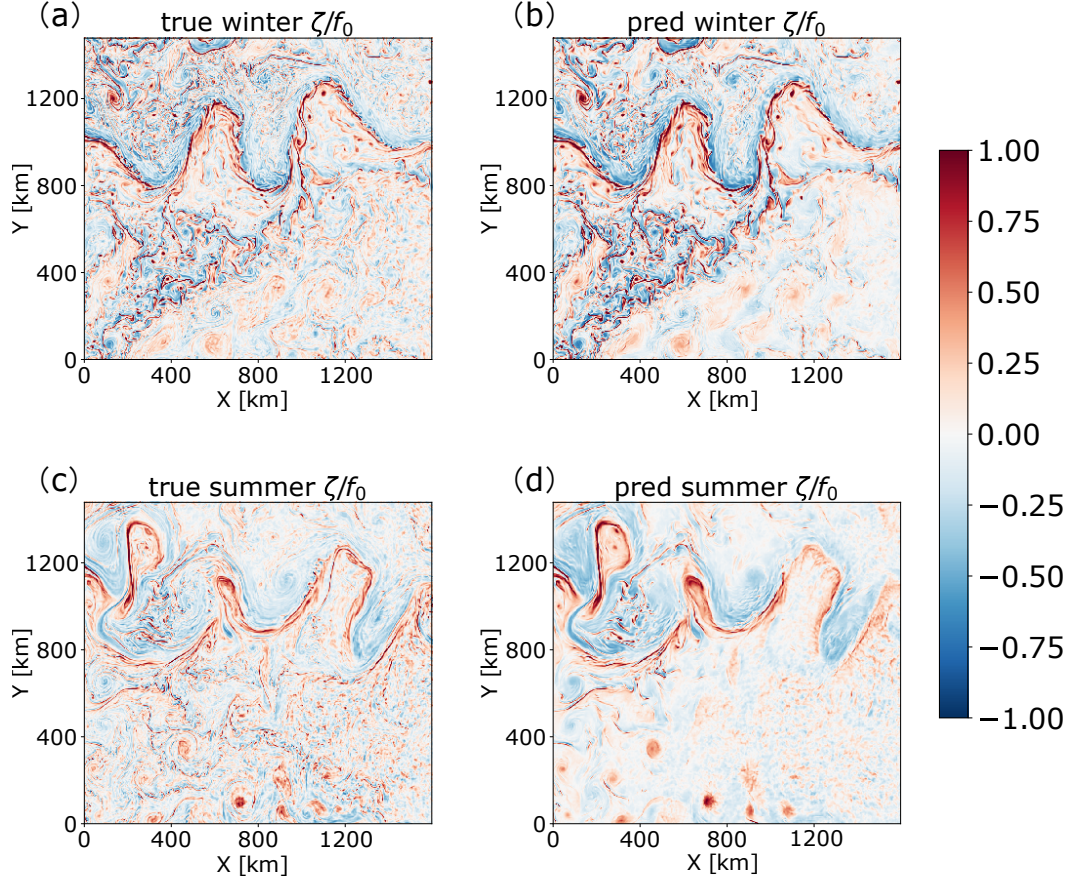 (a) true winter ζ/f₀
(b) pred winter ζ/f₀
Y [km]
1200
800
400
0
0 400 800 1200
X [km]
Y [km]
1200
800
400
0
0 400 800 1200
X [km]
(c) true summer ζ/f₀
(d) pred summer ζ/f₀
Y [km]
1200
800
400
0
0 400 800 1200
X [km]
Y [km]
1200
800
400
0
0 400 800 1200
X [km]
1.00
0.75
0.50
0.25
0.00
−0.25
−0.50
−0.75
−1.00